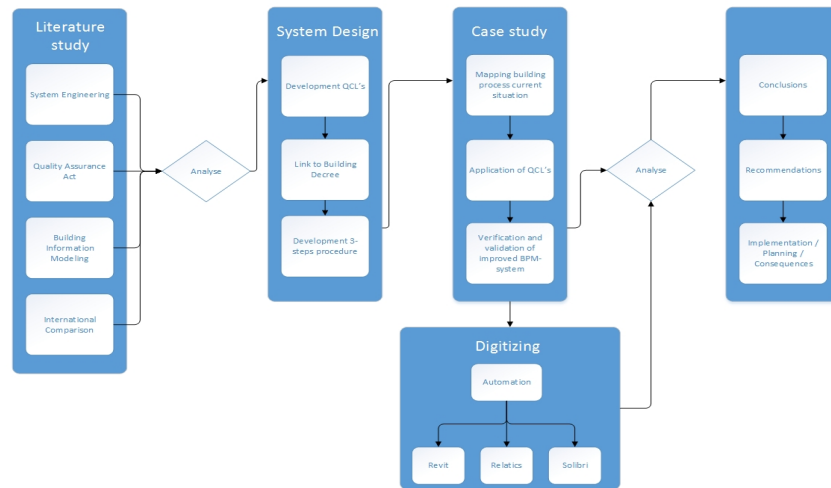 Literature
study
System Engineering
Quality Assurance
Act
Building
Information
Modeling
International
Comparison
Analyse
System Design
Development QCL's
Link to Building
Decree
Development 3-
steps procedure
Case study
Mapping building
process current
situation
Application of QCL's
Verification and
validation of
improved BPM-
system
Digitizing
Automation
Revit
Relatics
Solibri
Analyse
Conclusions
Recommendations
Implementation /
Planning /
Consequences